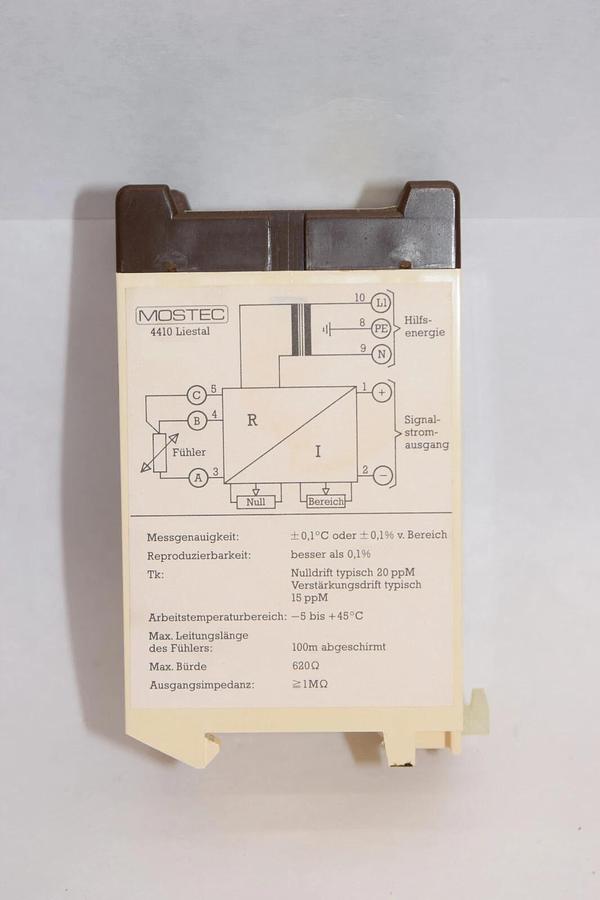 MOSTEC
4410 Liestal
10 L1
8 PE
9 N
Hilfs-
energie
C 5
B 4
A 3
Fühler
R
I
1 +
2 −
Signal-
strom-
ausgang
Null
Bereich
Messgenauigkeit: ±0,1°C oder ±0,1% v. Bereich
Reproduzierbarkeit: besser als 0,1%
Tk: Nulldrift typisch 20 ppM
Verstärkungsdrift typisch
15 ppM
Arbeitstemperaturbereich: −5 bis +45°C
Max. Leitungslänge
des Fühlers: 100m abgeschirmt
Max. Bürde 620Ω
Ausgangsimpedanz: ≧1MΩ